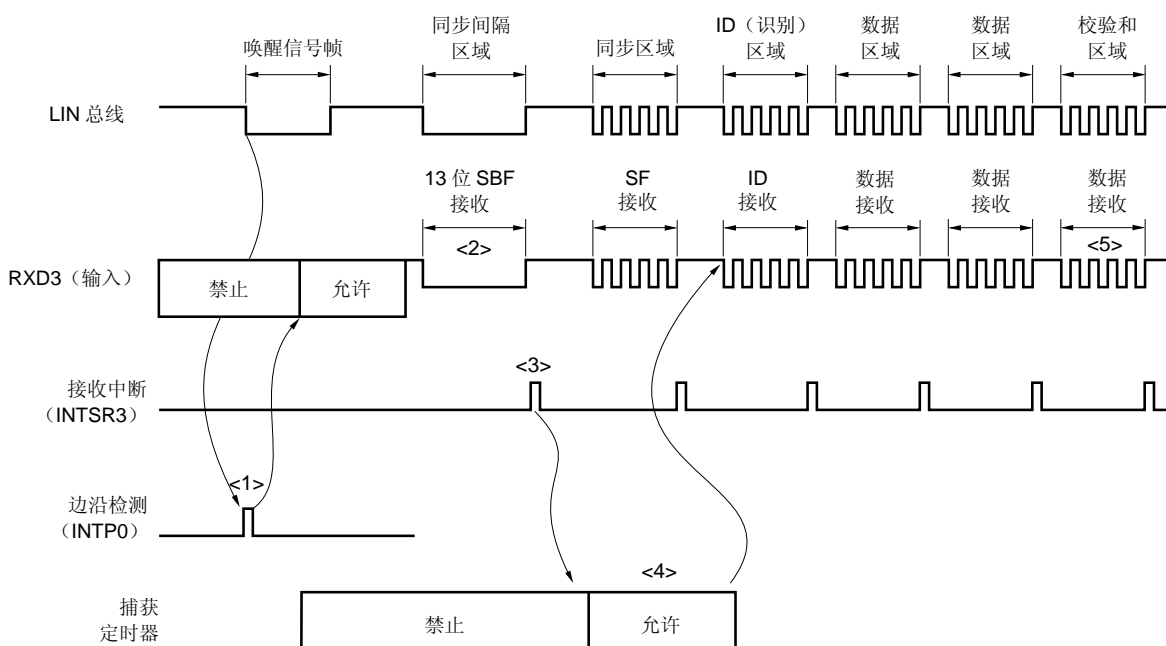 唤醒信号帧
同步间隔
区域
同步区域
ID（识别）
区域
数据
区域
数据
区域
校验和
区域
LIN 总线
13 位 SBF
接收
SF
接收
ID
接收
数据
接收
数据
接收
数据
接收
<2>
<5>
RXD3（输入）
禁止
允许
<3>
接收中断
（INTSR3）
<1>
边沿检测
（INTP0）
<4>
捕获
定时器
禁止
允许